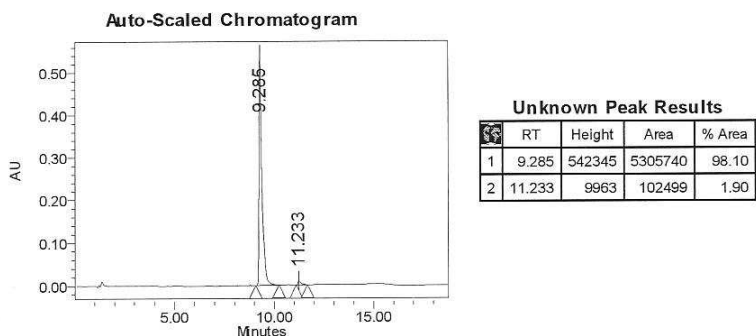 Auto-Scaled Chromatogram
0.50
0.40
0.30
0.20
0.10
0.00
AU
9.285
11.233
5.00 10.00 15.00
Minutes
Unknown Peak Results
RT Height Area % Area
1 9.285 542345 5305740 98.10
2 11.233 9963 102499 1.90